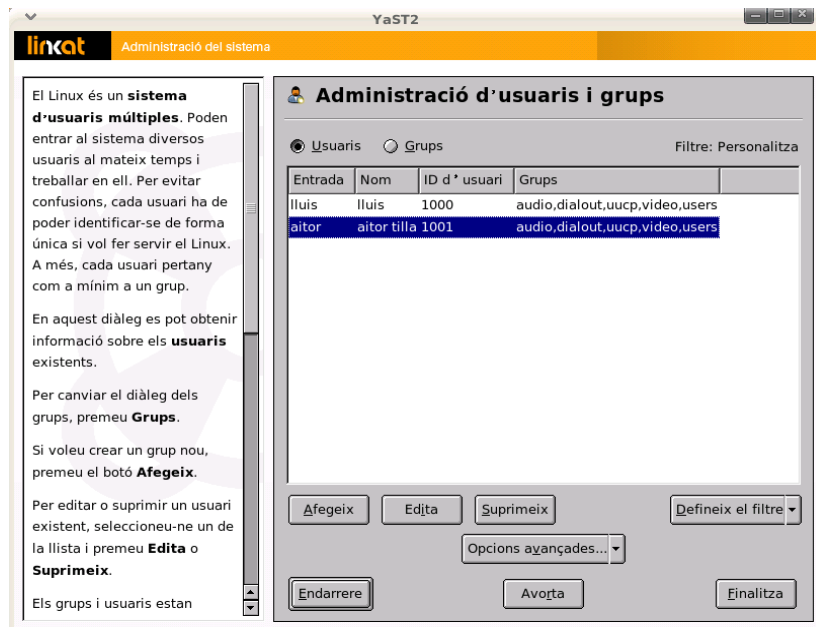 YaST2
linkat Administració del sistema
El Linux és un sistema
d'usuaris múltiples. Poden
entrar al sistema diversos
usuaris al mateix temps i
treballar en ell. Per evitar
confusions, cada usuari ha de
poder identificar-se de forma
única si vol fer servir el Linux.
A més, cada usuari pertany
com a mínim a un grup.
En aquest diàleg es pot obtenir
informació sobre els usuaris
existents.
Per canviar el diàleg dels
grups, premeu Grups.
Si voleu crear un grup nou,
premeu el botó Afegeix.
Per editar o suprimir un usuari
existent, seleccioneu-ne un de
la llista i premeu Edita o
Suprimeix.
Els grups i usuaris estan
Administració d'usuaris i grups
Usuaris Grups Filtre: Personalitza
Entrada Nom ID d'usuari Grups
lluis lluis 1000 audio,dialout,uucp,video,users
aitor aitor tilla 1001 audio,dialout,uucp,video,users
Afegeix Edita Suprimeix Defineix el filtre
Opcions avançades...
Endarrere Avorta Finalitza